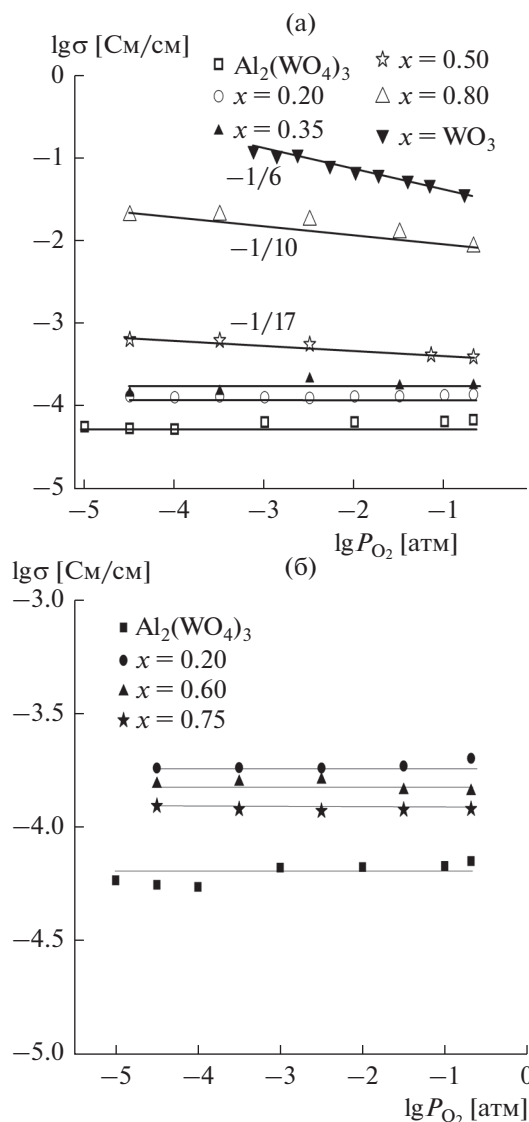 (а)
lgσ [См/см]
Al₂(WO₄)₃
x = 0.20
x = 0.35
x = 0.50
x = 0.80
x = WO₃
0
−1
−2
−3
−4
−5
−1/6
−1/10
−1/17
−5 −4 −3 −2 −1
lgP_O₂ [атм]
(б)
lgσ [См/см]
Al₂(WO₄)₃
x = 0.20
x = 0.60
x = 0.75
−3.0
−3.5
−4.0
−4.5
−5.0
−5 −4 −3 −2 −1 0
lgP_O₂ [атм]